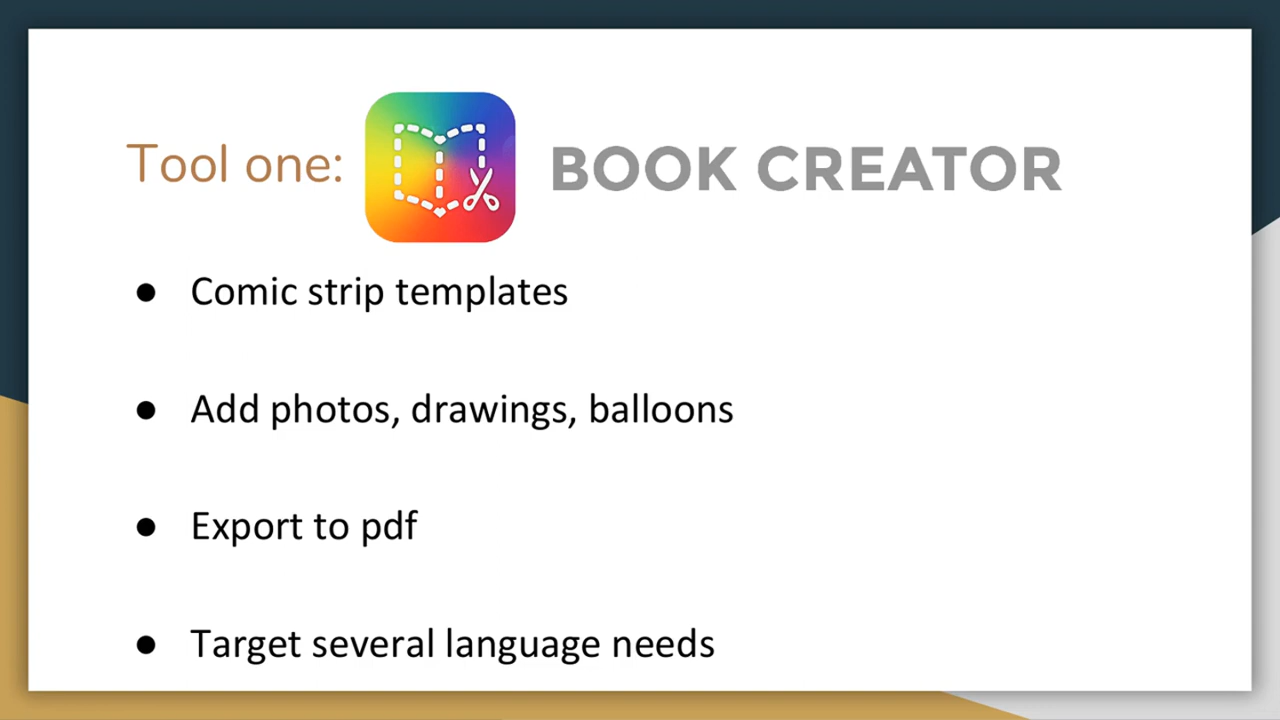 Tool one: BOOK CREATOR
● Comic strip templates
● Add photos, drawings, balloons
● Export to pdf
● Target several language needs